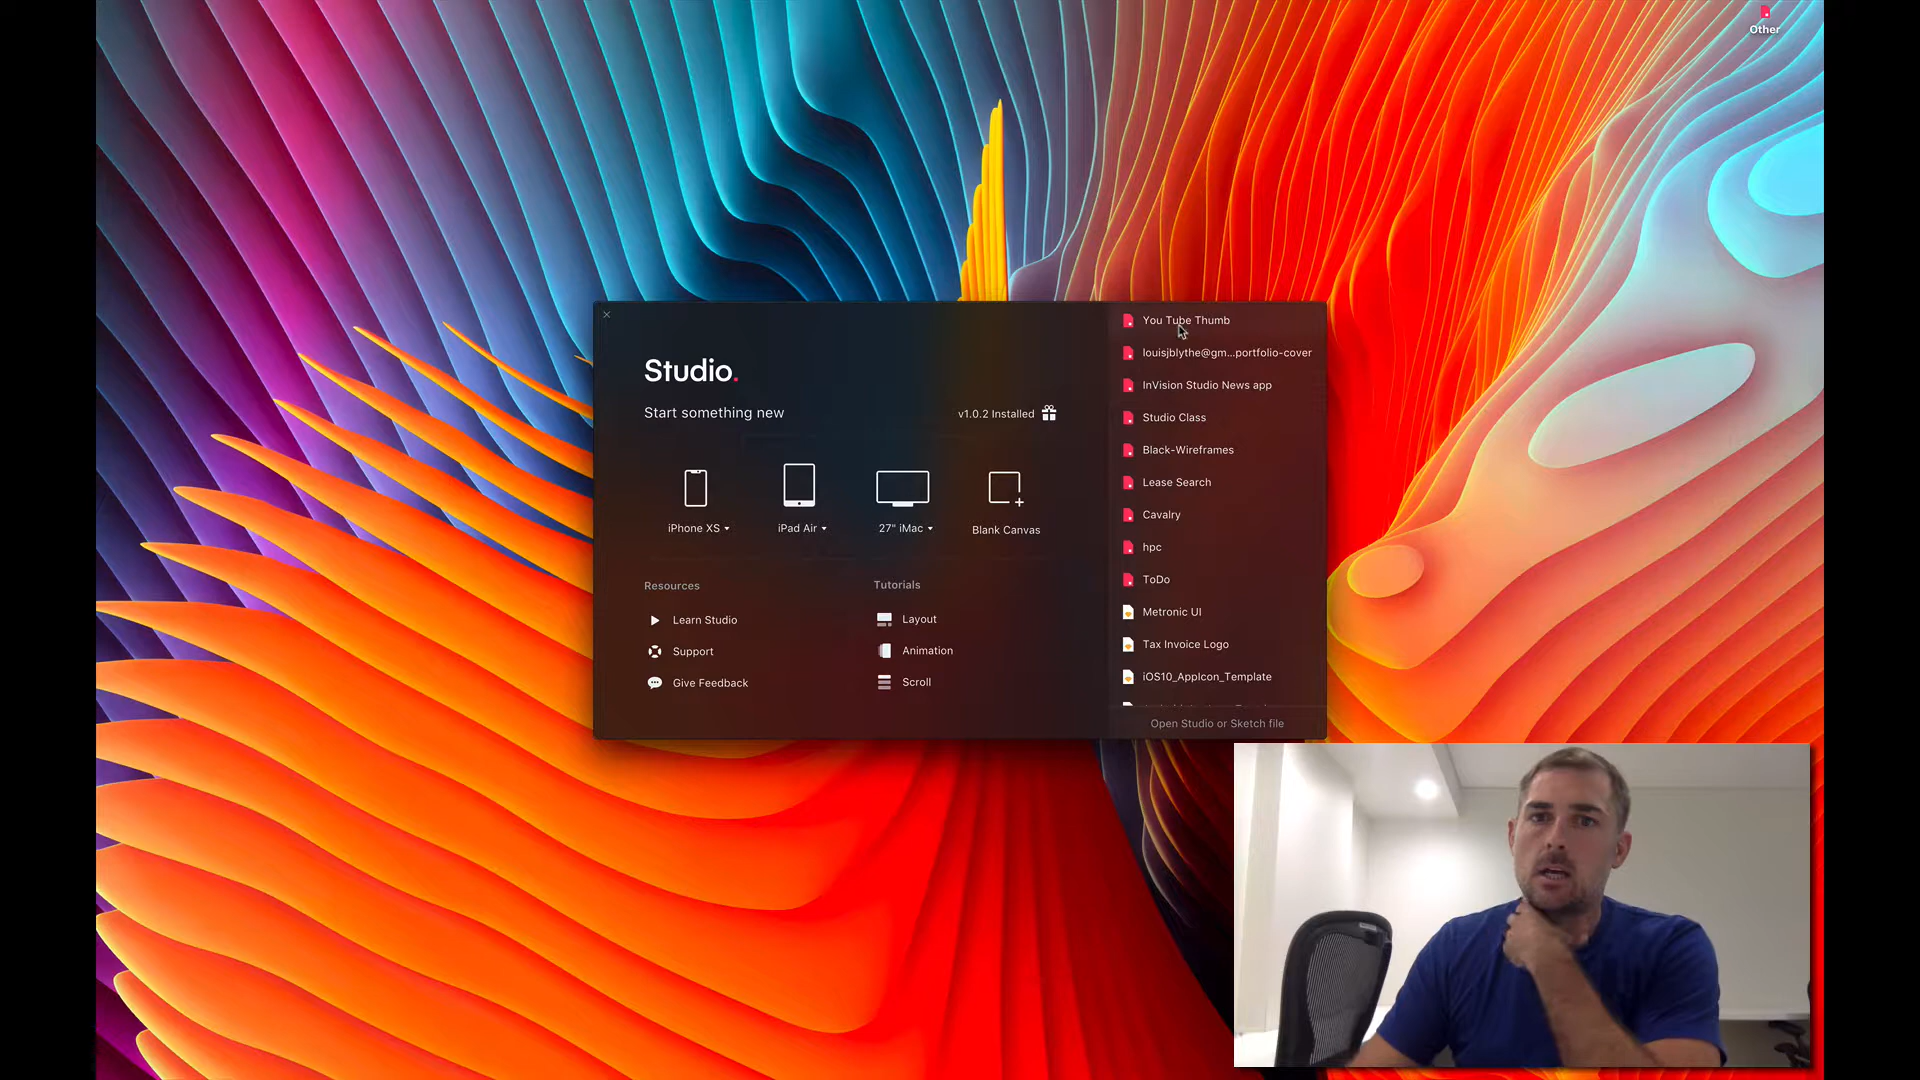 Other
Studio.
Start something new
v1.0.2 Installed
iPhone XS
iPad Air
27" iMac
Blank Canvas
Resources
Learn Studio
Support
Give Feedback
Tutorials
Layout
Animation
Scroll
You Tube Thumb
louisjblythe@gm...portfolio-cover
InVision Studio News app
Studio Class
Black-Wireframes
Lease Search
Cavalry
hpc
ToDo
Metronic UI
Tax Invoice Logo
iOS10_AppIcon_Template
Open Studio or Sketch file